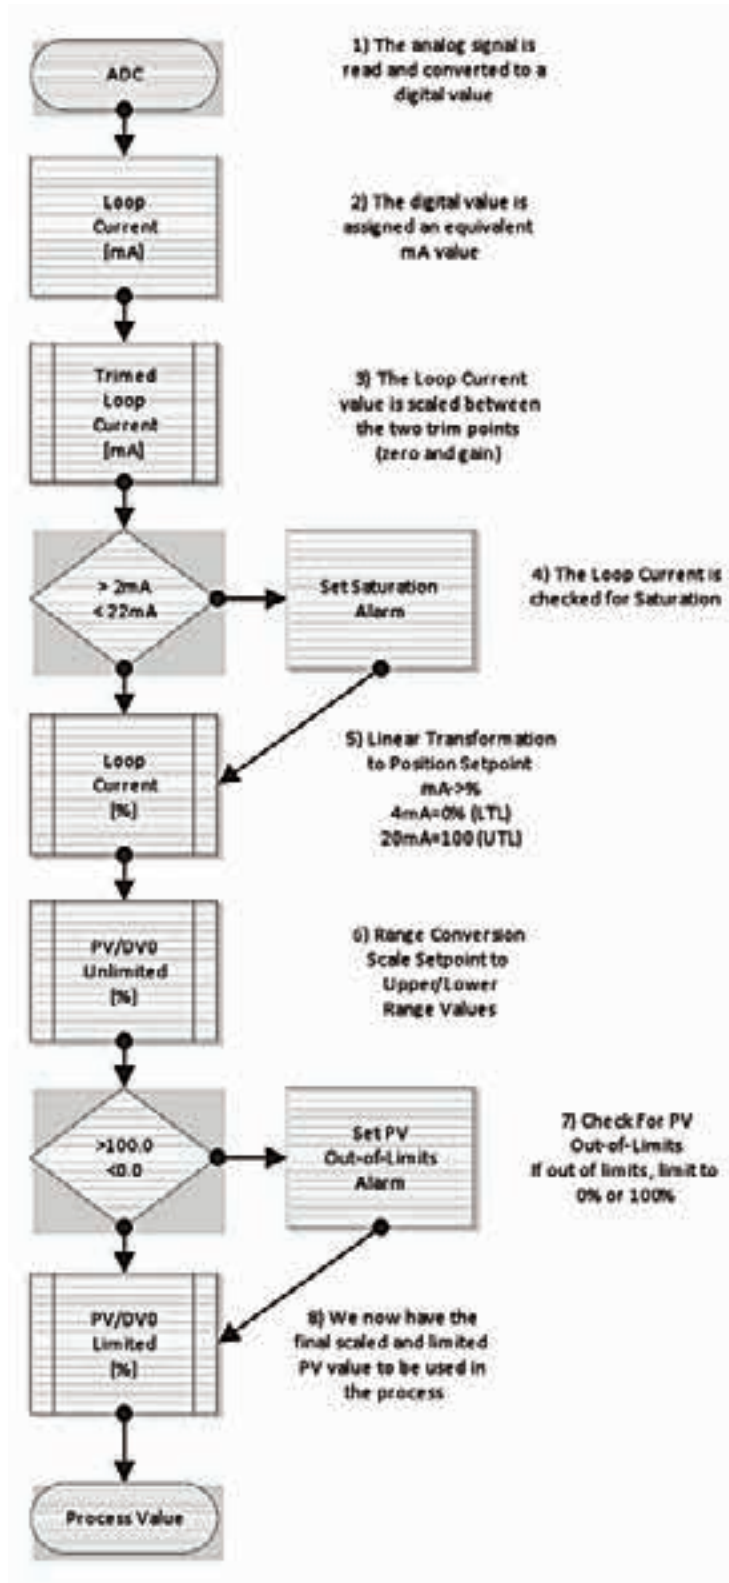 ADC
1) The analog signal is
read and converted to a
digital value
Loop
Current
[mA]
2) The digital value is
assigned an equivalent
mA value
Trimed
Loop
Current
[mA]
3) The Loop Current
value is scaled between
the two trim points
(zero and gain)
> 2mA
< 22mA
Set Saturation
Alarm
4) The Loop Current is
checked for Saturation
Loop
Current
[%]
5) Linear Transformation
to Position Setpoint
mA->%
4mA=0% (LTL)
20mA=100 (UTL)
PV/DV0
Unlimited
[%]
6) Range Conversion
Scale Setpoint to
Upper/Lower
Range Values
>100.0
<0.0
Set PV
Out-of-Limits
Alarm
7) Check For PV
Out-of-Limits
If out of limits, limit to
0% or 100%
PV/DV0
Limited
[%]
8) We now have the
final scaled and limited
PV value to be used in
the process
Process Value